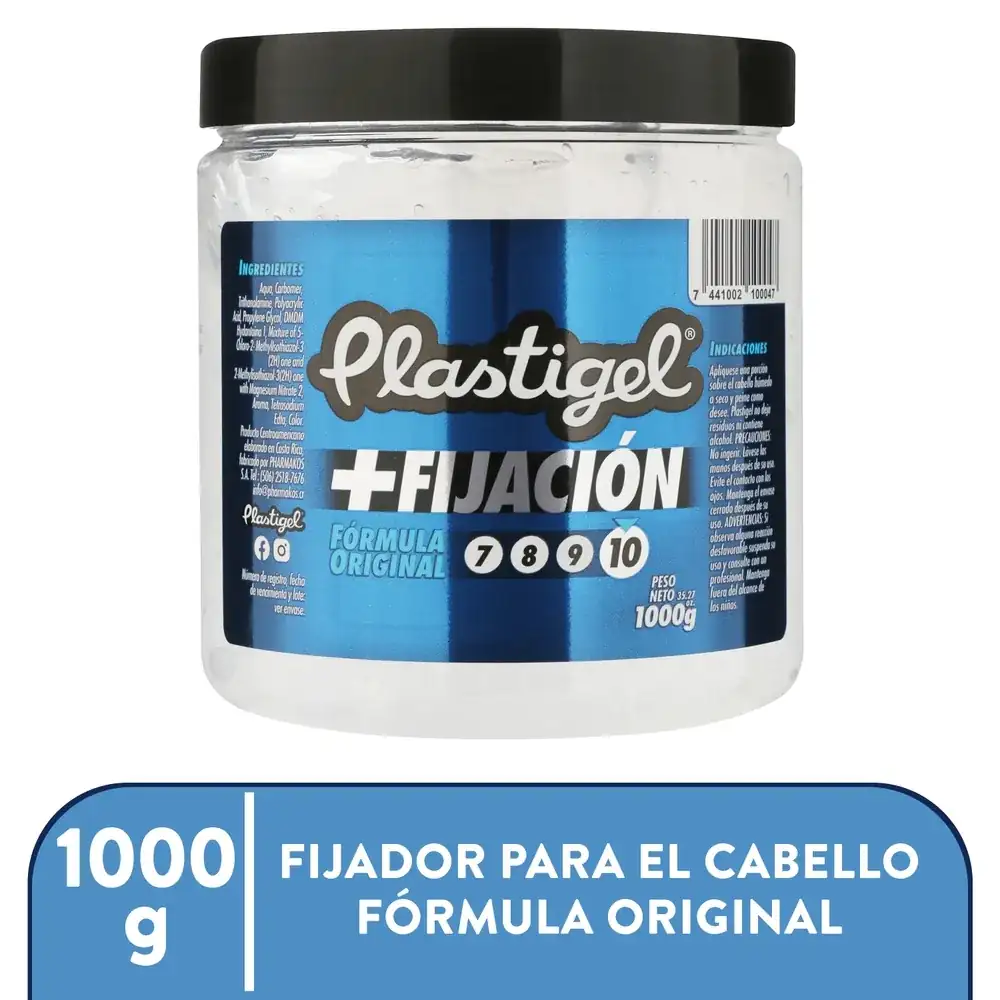 INGREDIENTES
Aqua, Carbomer,
Trithanolamine, Polyacrylic
Acid, Propylene Glycol, DMDM
Hydantoina 1, Mixture of 5-
Chloro-2- Methylisothiazol-3
(2H) one and
2-Methylisothiazol-3(2H) one
with Magnesium Nitrate 2,
Aroma, Tetrasodium
Edta, Color.
Producto Centroamericano
elaborado en Costa Rica,
fabricado por PHARMAKOS
S.A. Tel.: (506) 2518-7676
info@pharmakos.cr
Plastigel
Número de registro, fecha
de vencimiento y lote:
ver envase.
Plastigel®
+FIJACIÓN
FÓRMULA
ORIGINAL
7 8 9 10
PESO
NETO 35.27
oz.
1000g
7 441002 100047
INDICACIONES
Aplíquese una porción
sobre el cabello húmedo
o seco y peine como
desee. Plastigel no deja
residuos ni contiene
alcohol. PRECAUCIONES:
No ingerir. Lávese las
manos después de su uso.
Evite el contacto con los
ojos. Mantenga el envase
cerrado después de su
uso. ADVERTENCIAS: Si
observa alguna reacción
desfavorable suspenda su
uso y consulte con un
profesional. Mantenga
fuera del alcance de
los niños.
1000
g
FIJADOR PARA EL CABELLO
FÓRMULA ORIGINAL